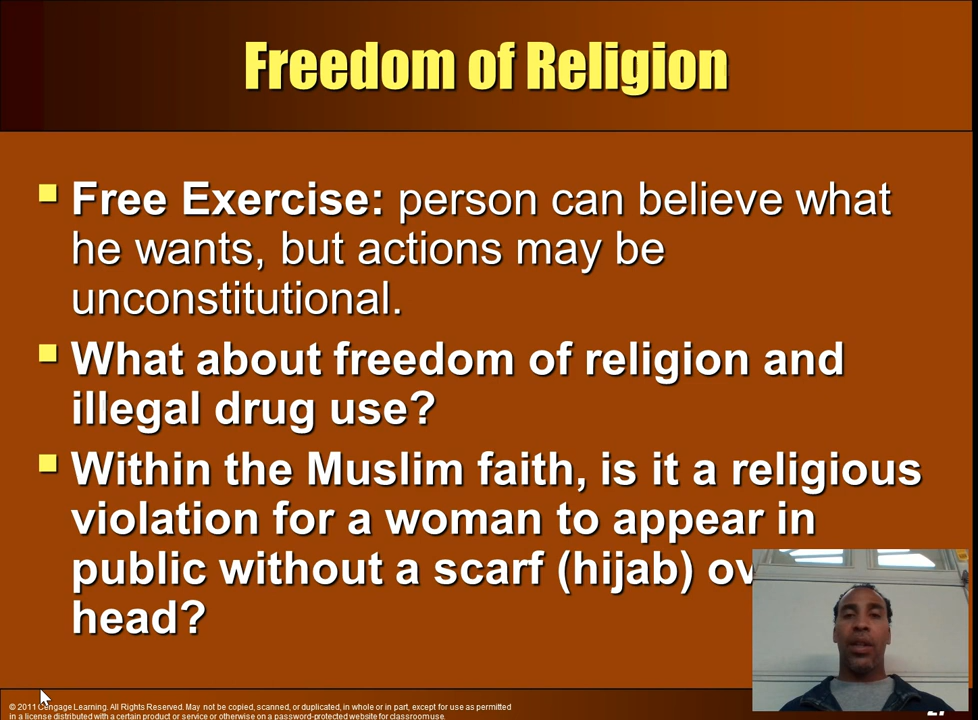 Freedom of Religion
Free Exercise: person can believe what
he wants, but actions may be
unconstitutional.
What about freedom of religion and
illegal drug use?
Within the Muslim faith, is it a religious
violation for a woman to appear in
public without a scarf (hijab)
head?
© 2011 Cengage Learning. All Rights Reserved. May not be copied, scanned, or duplicated, in whole or in part, except for use as permitted
in a license distributed with a certain product or service or otherwise on a password-protected website for classroom use.